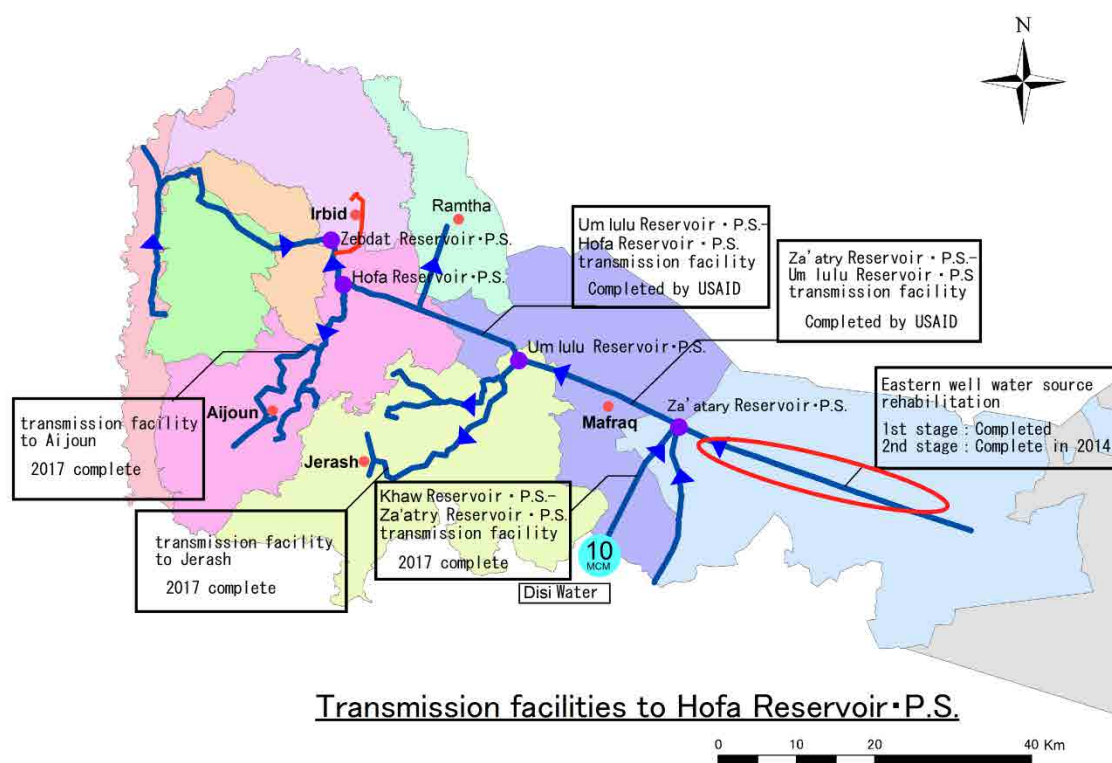 N
Irbid
Ramtha
Zebdat Reservoir・P.S.
Hofa Reservoir・P.S.
Um lulu Reservoir・P.S.-
Hofa Reservoir・P.S.
transmission facility
Completed by USAID
Za'atry Reservoir・P.S.-
Um lulu Reservoir・P.S
transmission facility
Completed by USAID
Um lulu Reservoir・P.S.
Eastern well water source
rehabilitation
1st stage : Completed
2nd stage : Complete in 2014
Mafraq
Za'atary Reservoir・P.S.
Aijoun
transmission facility
to Aijoun
2017 complete
Jerash
Khaw Reservoir・P.S.-
Za'atry Reservoir・P.S.
transmission facility
2017 complete
transmission facility
to Jerash
2017 complete
10
MCM
Disi Water
Transmission facilities to Hofa Reservoir・P.S.
0 5 10 20 40 Km